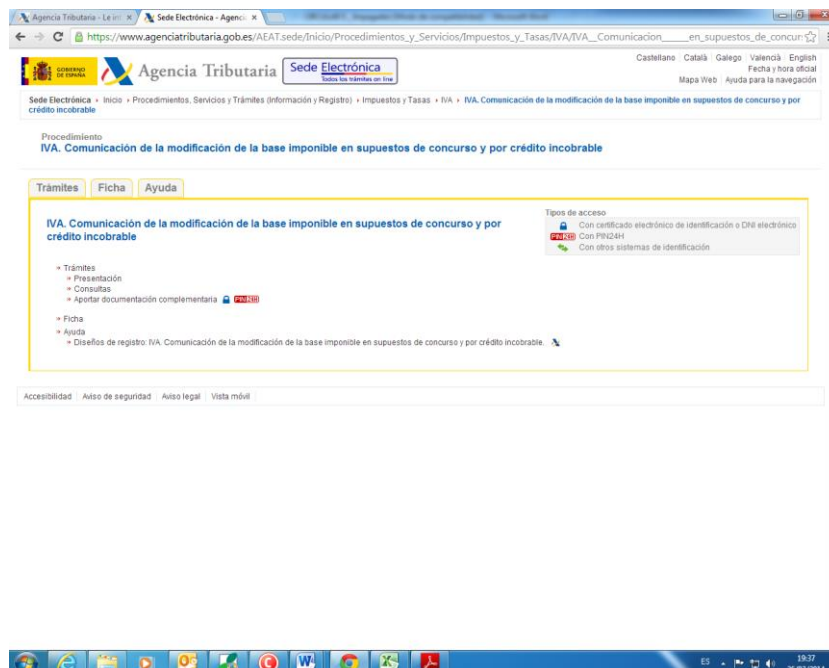 Agencia Tributaria - Le in
Sede Electrónica - Agenci
https://www.agenciatributaria.gob.es/AEAT.sede/Inicio/Procedimientos_y_Servicios/Impuestos_y_Tasas/IVA/IVA__Comunicacion_____en_supuestos_de_concur
GOBIERNO DE ESPAÑA
Agencia Tributaria
Sede Electrónica
Todos los trámites on line
Castellano Català Galego Valencià English
Fecha y hora oficial
Mapa Web Ayuda para la navegación
Sede Electrónica Inicio Procedimientos, Servicios y Trámites (Información y Registro) Impuestos y Tasas IVA IVA. Comunicación de la modificación de la base imponible en supuestos de concurso y por
crédito incobrable
Procedimiento
IVA. Comunicación de la modificación de la base imponible en supuestos de concurso y por crédito incobrable
Trámites Ficha Ayuda
IVA. Comunicación de la modificación de la base imponible en supuestos de concurso y por
crédito incobrable
Tipos de acceso
Con certificado electrónico de identificación o DNI electrónico
PIN24H Con PIN24H
Con otros sistemas de identificación
» Trámites
» Presentación
» Consultas
» Aportar documentación complementaria PIN24H
» Ficha
» Ayuda
» Diseños de registro: IVA. Comunicación de la modificación de la base imponible en supuestos de concurso y por crédito incobrable.
Accesibilidad Aviso de seguridad Aviso legal Vista móvil
ES
19:37